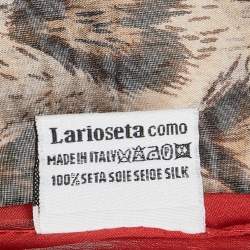 Larioseta como
MADE IN ITALY
100% SETA SOIE SEIDE SILK